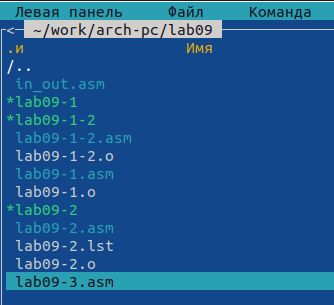 Левая панель Файл Команда
< ~/work/arch-pc/lab09
.и Имя
/..
in_out.asm
*lab09-1
*lab09-1-2
lab09-1-2.asm
lab09-1-2.o
lab09-1.asm
lab09-1.o
*lab09-2
lab09-2.asm
lab09-2.lst
lab09-2.o
lab09-3.asm